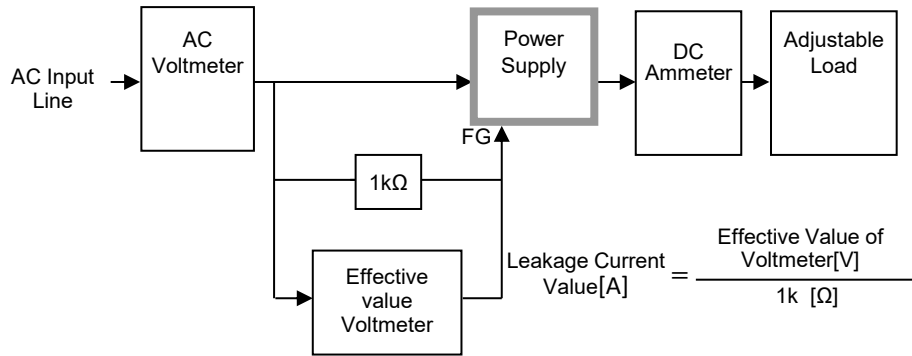 AC Input
Line
AC
Voltmeter
Power
Supply
DC
Ammeter
Adjustable
Load
FG
1kΩ
Effective
value
Voltmeter
Leakage Current
Value[A]
=
Effective Value of
Voltmeter[V]
1k [Ω]